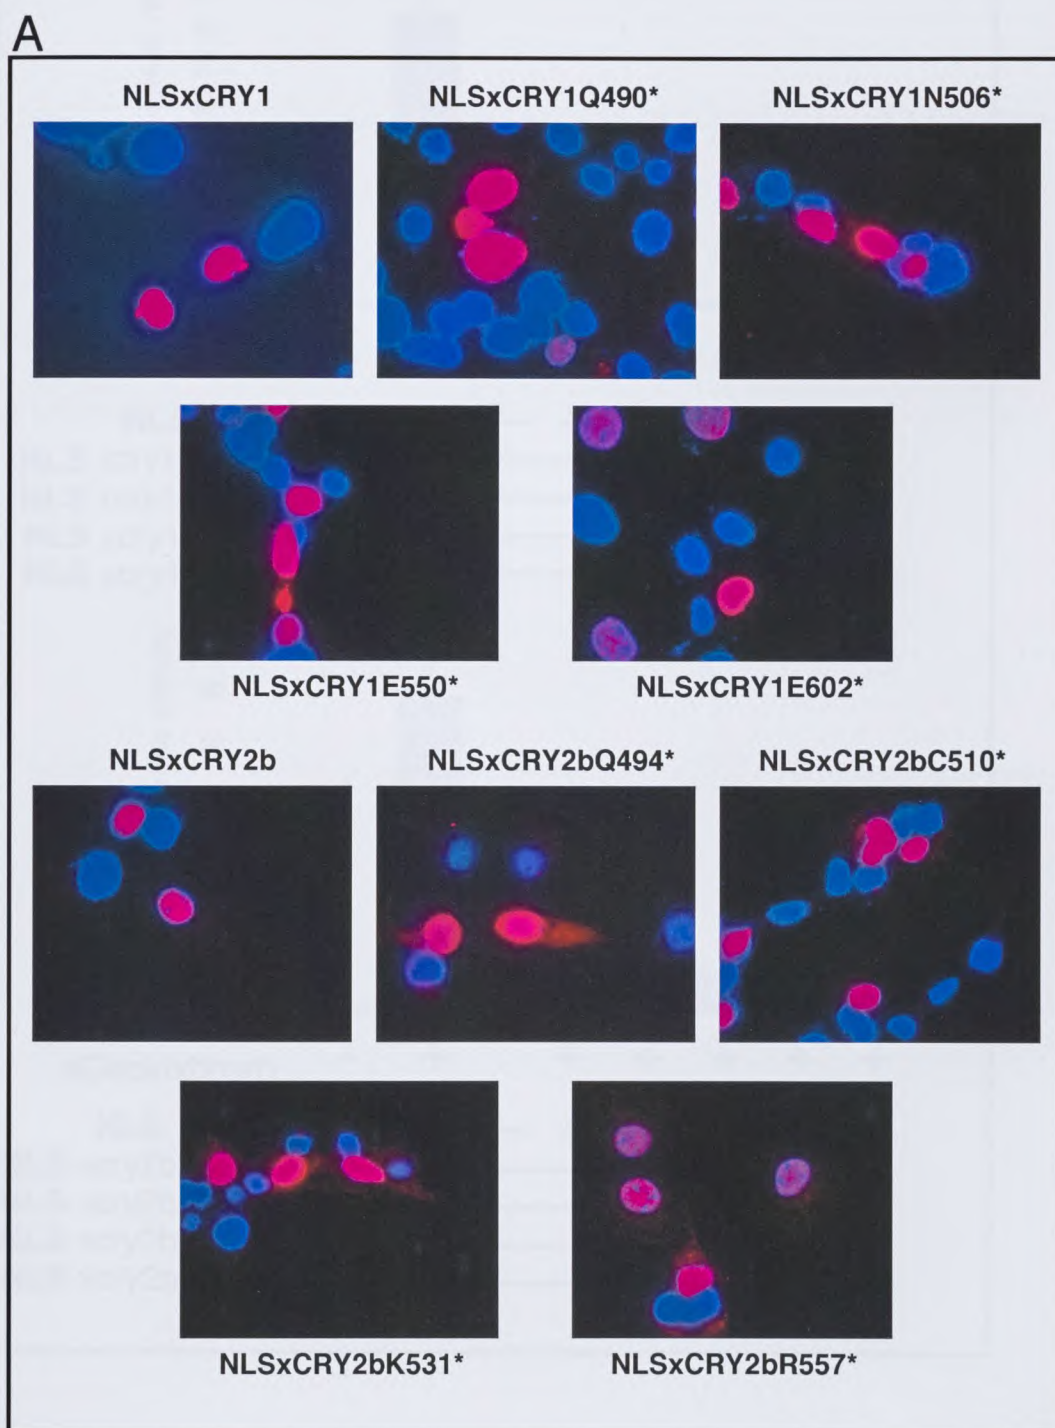 A
NLSxCRY1 NLSxCRY1Q490* NLSxCRY1N506*
NLSxCRY1E550* NLSxCRY1E602*
NLSxCRY2b NLSxCRY2bQ494* NLSxCRY2bC510*
NLSxCRY2bK531* NLSxCRY2bR557*